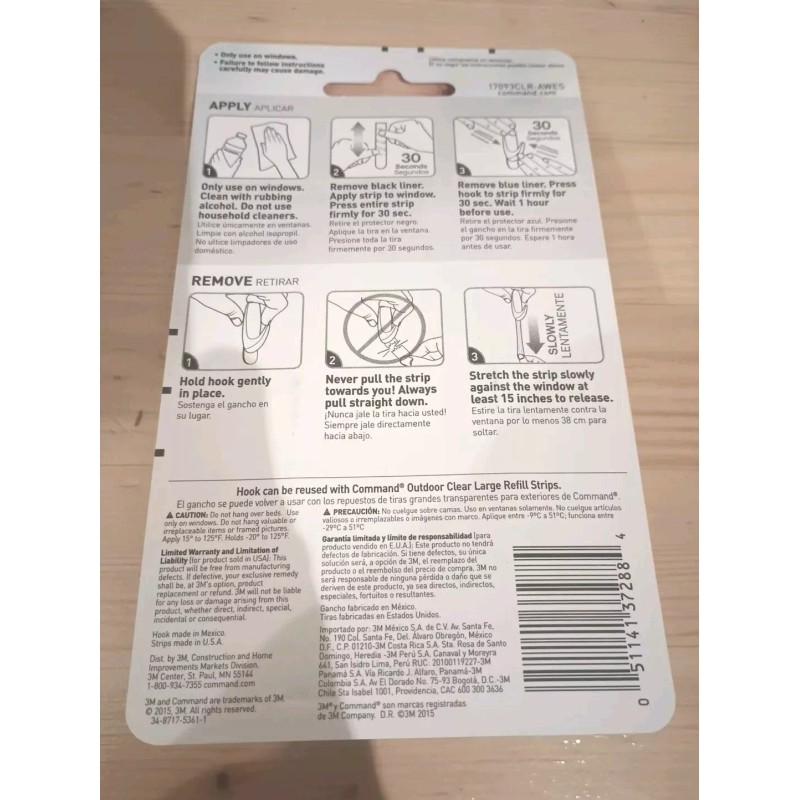 • Only use on windows.
• Failure to follow instructions
carefully may cause damage.
17093CLR-AWES
command.com
APPLY APLICAR
1
Only use on windows.
Clean with rubbing
alcohol. Do not use
household cleaners.
Utilice únicamente en ventanas.
Limpie con alcohol isopropil.
No utilice limpiadores de uso
doméstico.
30
Seconds
Segundos
2
Remove black liner.
Apply strip to window.
Press entire strip
firmly for 30 sec.
Retire el protector negro.
Aplique la tira en la ventana.
Presione toda la tira
firmemente por 30 segundos.
30
Seconds
Segundos
3
Remove blue liner. Press
hook to strip firmly for
30 sec. Wait 1 hour
before use.
Retira el protector azul. Presione
el gancho en la tira firmemente
por 30 segundos. Espere 1 hora
antes de usar.
REMOVE RETIRAR
1
Hold hook gently
in place.
Sostenga el gancho en
su lugar.
2
Never pull the strip
towards you! Always
pull straight down.
¡Nunca jale la tira hacia usted!
Siempre jale directamente
hacia abajo.
SLOWLY
LENTAMENTE
3
Stretch the strip slowly
against the window at
least 15 inches to release.
Estire la tira lentamente contra la
ventana por lo menos 38 cm para
soltar.
Hook can be reused with Command® Outdoor Clear Large Refill Strips.
El gancho se puede volver a usar con los repuestos de tiras grandes transparentes para exteriores de Command®.
⚠ CAUTION: Do not hang over beds. Use
only on windows. Do not hang valuable or
irreplaceable items or framed pictures.
Apply 15° to 125°F. Holds -20° to 125°F.
Limited Warranty and Limitation of
Liability (for product sold in USA): This
product will be free from manufacturing
defects. If defective, your exclusive remedy
shall be, at 3M's option, product
replacement or refund. 3M will not be liable
for any loss or damage arising from this
product, whether direct, indirect, special,
incidental or consequential.
Hook made in Mexico.
Strips made in U.S.A.
Dist. by 3M, Construction and Home
Improvements Markets Division,
3M Center, St. Paul, MN 55144
1-800-934-7355 command.com
3M and Command are trademarks of 3M.
© 2015, 3M. All rights reserved.
34-8717-5361-1
⚠ PRECAUCIÓN: No cuelgue sobre camas. Uso en ventanas solamente. No cuelgue artículos
valiosos o irremplazables o imágenes con marco. Aplique entre -9°C a 51°C; funciona entre
-29°C a 51°C
Garantía limitada y límite de responsabilidad (para
producto vendido en E.U.A.): Este producto no tendrá
defectos de fabricación. Si tiene defectos, su única
solución será, a opción de 3M, el reemplazo del
producto o el reembolso del precio de compra. 3M no
será responsable de ninguna pérdida o daño que se
deriven de este producto, ya sea directos, indirectos,
especiales, fortuitos o resultantes.
Gancho fabricado en México.
Tiras fabricadas en Estados Unidos.
Importado por: 3M México S.A. de C.V. Av. Santa Fe,
No. 190 Col. Santa Fe, Del. Álvaro Obregón, México
D.F., C.P. 01210-3M Costa Rica S.A. Sta. Rosa de Santo
Domingo, Heredia -3M Perú S.A. Canaval y Moreyra
641, San Isidro Lima, Perú RUC: 20100119227-3M
Panamá S.A. Vía Ricardo J. Alfaro, Panamá-3M
Colombia S.A. Av El Dorado No. 75-93 Bogotá, D.C.-3M
Chile Sta Isabel 1001, Providencia, CAC 600 300 3636
3M® y Command® son marcas registradas
de 3M Company. D.R. ©3M 2015
0 51141 37288 4